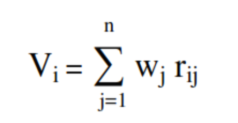 n
Vᵢ = ∑ wⱼ rᵢⱼ
j=1